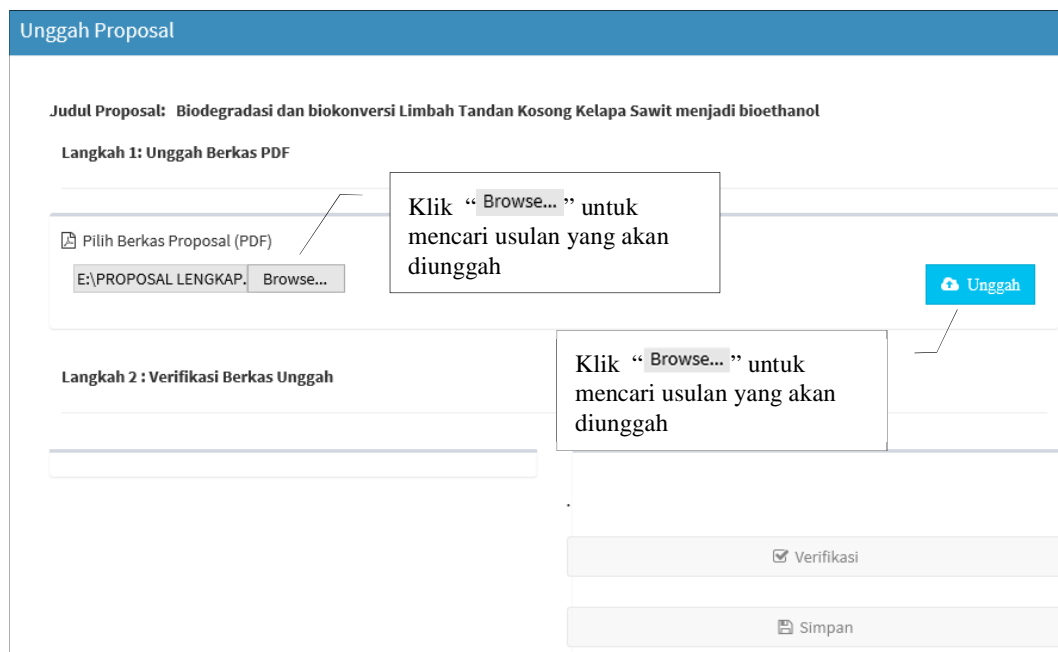 Unggah Proposal
Judul Proposal: Biodegradasi dan biokonversi Limbah Tandan Kosong Kelapa Sawit menjadi bioethanol
Langkah 1: Unggah Berkas PDF
Klik “ Browse... ” untuk
mencari usulan yang akan
diunggah
Pilih Berkas Proposal (PDF)
E:\PROPOSAL LENGKAP. Browse...
Unggah
Klik “ Browse... ” untuk
mencari usulan yang akan
diunggah
Langkah 2 : Verifikasi Berkas Unggah
.
Verifikasi
Simpan